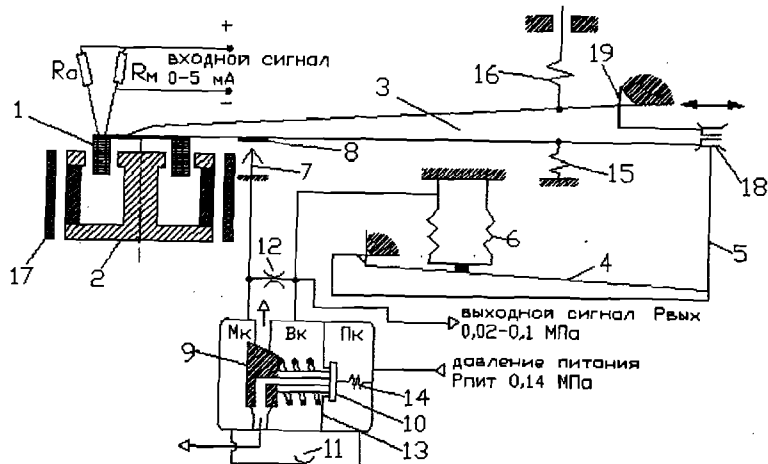 +
ВХОДНОЙ СИГНАЛ
0-5 мА
−
Rа
Rм
1
2
17
16
19
3
8
7
15
18
6
5
4
12
выходной сигнал Рвых
0,02-0,1 МПа
Мк
Вк
Пк
9
давление питания
Рпит 0,14 МПа
14
10
13
11